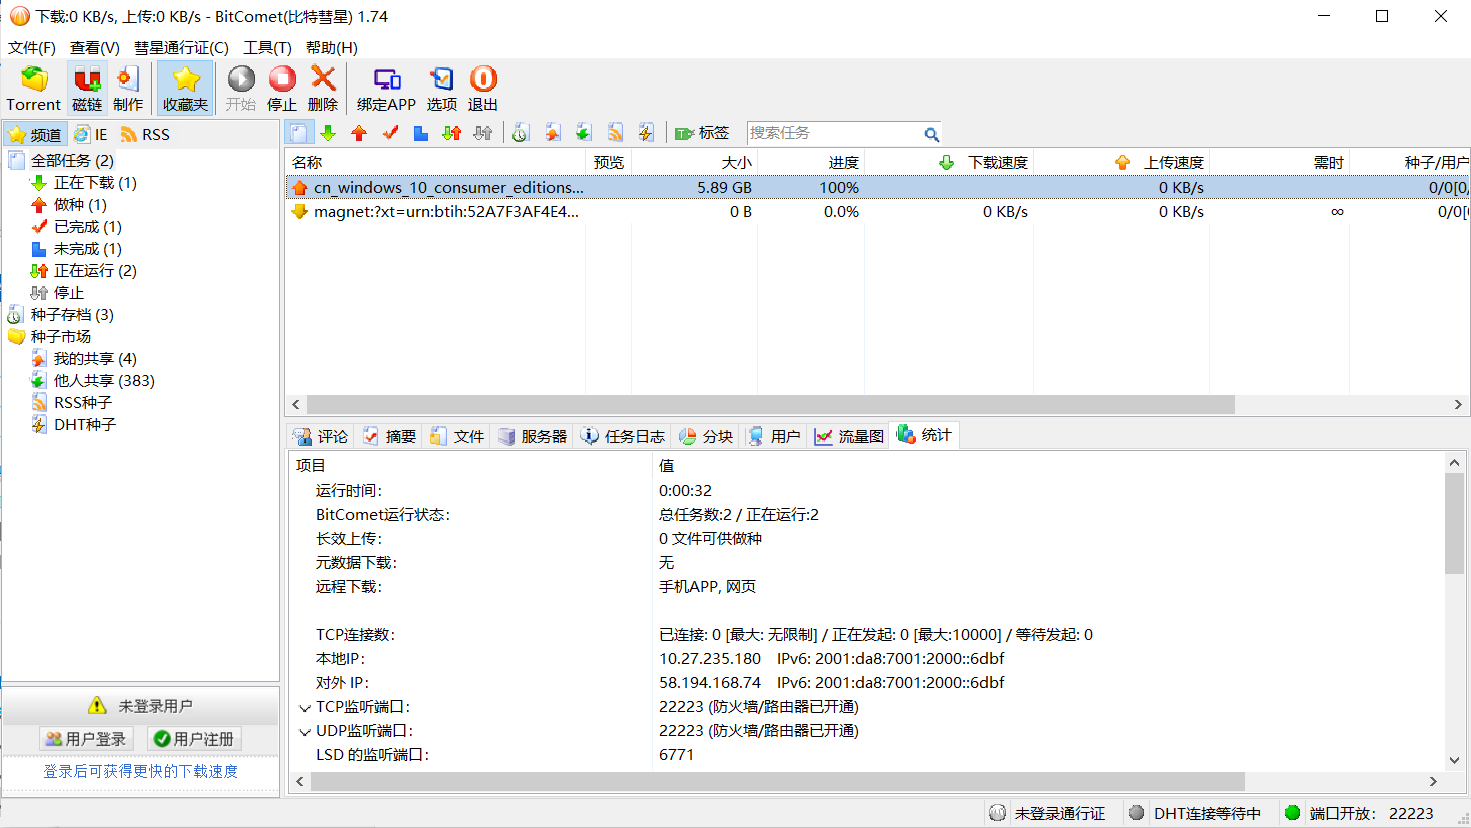 下载:0 KB/s, 上传:0 KB/s - BitComet(比特彗星) 1.74
文件(F) 查看(V) 彗星通行证(C) 工具(T) 帮助(H)
Torrent 磁链 制作 收藏夹 开始 停止 删除 绑定APP 选项 退出
频道 IE RSS
标签 搜索任务
全部任务 (2)
正在下载 (1)
做种 (1)
已完成 (1)
未完成 (1)
正在运行 (2)
停止
种子存档 (3)
种子市场
我的共享 (4)
他人共享 (383)
RSS种子
DHT种子
未登录用户
用户登录 用户注册
登录后可获得更快的下载速度
名称 预览 大小 进度 下载速度 上传速度 需时 种子/用户
cn_windows_10_consumer_editions... 5.89 GB 100% 0 KB/s 0/0[0/
magnet:?xt=urn:btih:52A7F3AF4E4... 0 B 0.0% 0 KB/s 0 KB/s ∞ 0/0[
评论 摘要 文件 服务器 任务日志 分块 用户 流量图 统计
项目 值
运行时间: 0:00:32
BitComet运行状态: 总任务数:2 / 正在运行:2
长效上传: 0 文件可供做种
元数据下载: 无
远程下载: 手机APP, 网页
TCP连接数: 已连接: 0 [最大: 无限制] / 正在发起: 0 [最大:10000] / 等待发起: 0
本地IP: 10.27.235.180 IPv6: 2001:da8:7001:2000::6dbf
对外 IP: 58.194.168.74 IPv6: 2001:da8:7001:2000::6dbf
TCP监听端口: 22223 (防火墙/路由器已开通)
UDP监听端口: 22223 (防火墙/路由器已开通)
LSD 的监听端口: 6771
未登录通行证 DHT连接等待中 端口开放: 22223